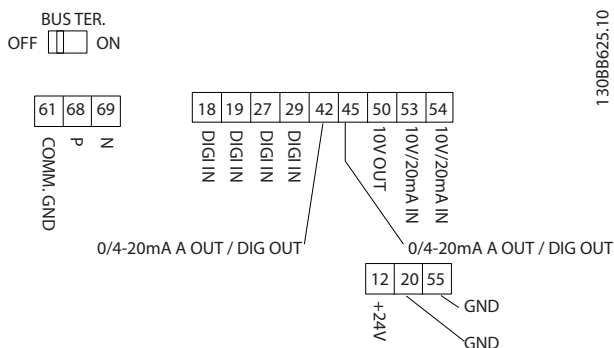 BUS TER.
OFF ON
130BB625.10
61 68 69
18 19 27 29 42 45 50 53 54
COMM. GND
P
N
DIGI IN
DIGI IN
DIGI IN
DIGI IN
10V OUT
10V/20mA IN
10V/20mA IN
0/4-20mA A OUT / DIG OUT
0/4-20mA A OUT / DIG OUT
12 20 55
+24V
GND
GND